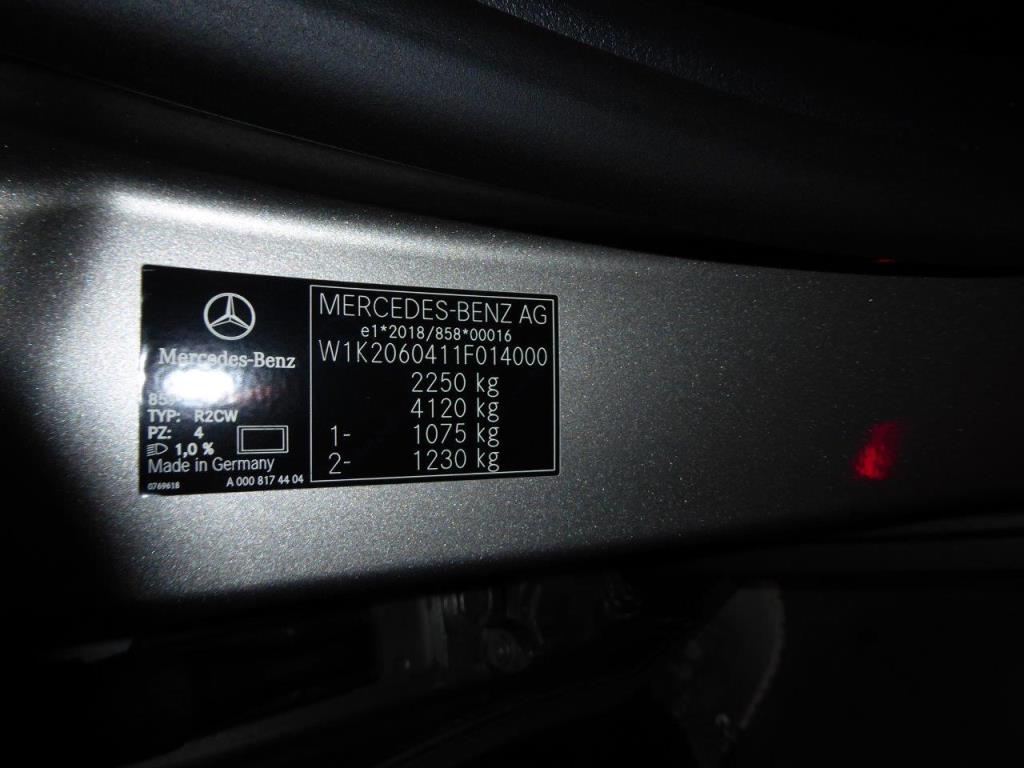 Mercedes-Benz
TYP: R2CW
PZ: 4
1,0 %
Made in Germany
0769618
A 000 817 44 04
MERCEDES-BENZ AG
e1*2018/858*00016
W1K2060411F014000
2250 kg
4120 kg
1- 1075 kg
2- 1230 kg